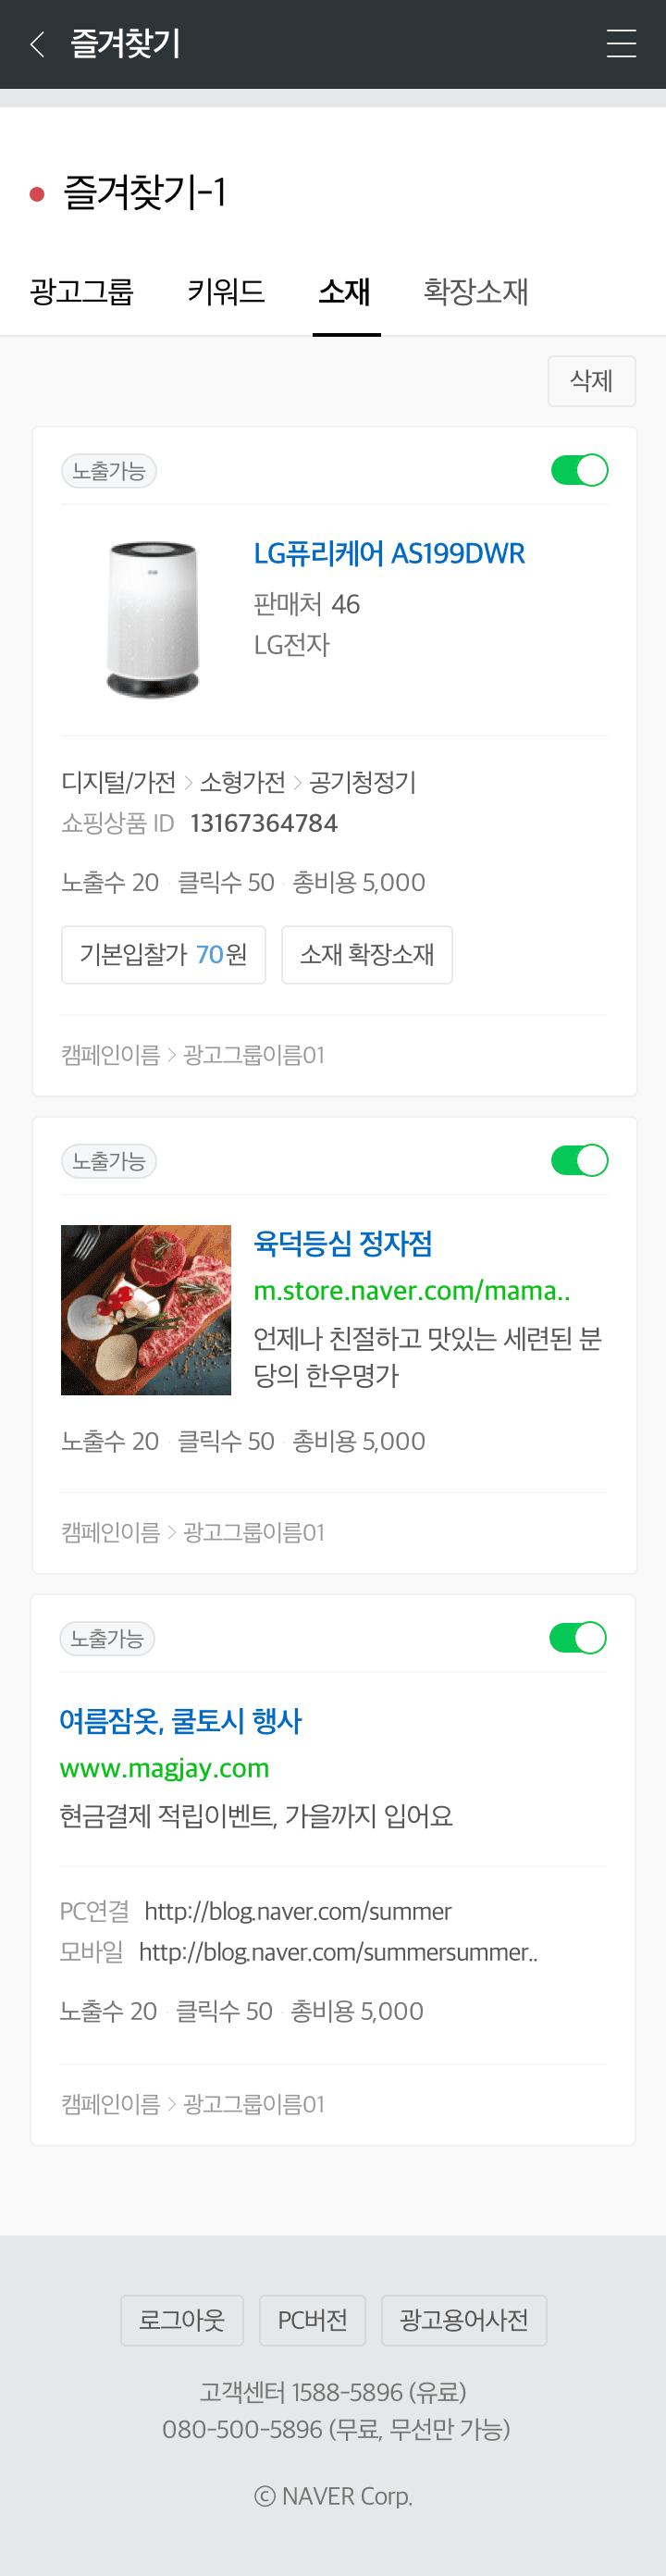 즐겨찾기
즐겨찾기-1
광고그룹 키워드 소재 확장소재
삭제
노출가능
LG퓨리케어 AS199DWR
판매처 46
LG전자
디지털/가전 > 소형가전 > 공기청정기
쇼핑상품 ID 13167364784
노출수 20 · 클릭수 50 · 총비용 5,000
기본입찰가 70원 소재 확장소재
캠페인이름 > 광고그룹이름01
노출가능
육덕등심 정자점
m.store.naver.com/mama..
언제나 친절하고 맛있는 세련된 분
당의 한우명가
노출수 20 · 클릭수 50 · 총비용 5,000
캠페인이름 > 광고그룹이름01
노출가능
여름잠옷, 쿨토시 행사
www.magjay.com
현금결제 적립이벤트, 가을까지 입어요
PC연결 http://blog.naver.com/summer
모바일 http://blog.naver.com/summersummer..
노출수 20 · 클릭수 50 · 총비용 5,000
캠페인이름 > 광고그룹이름01
로그아웃 PC버전 광고용어사전
고객센터 1588-5896 (유료)
080-500-5896 (무료, 무선만 가능)
ⓒ NAVER Corp.